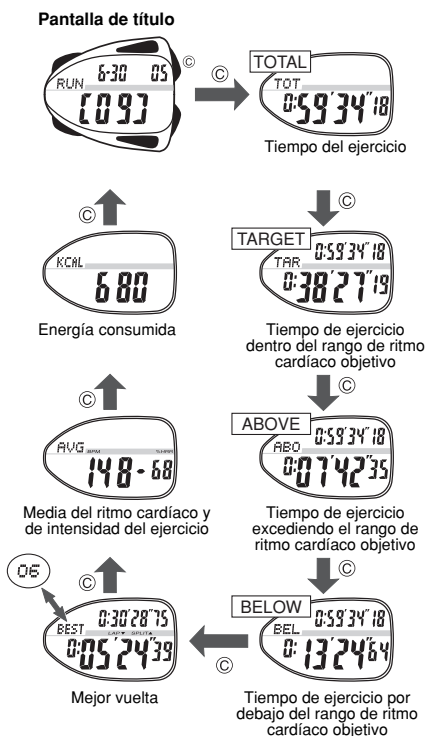 Pantalla de título
RUN 6-30 05
[09]
©
©
TOTAL
TOT
0:59'34"18
Tiempo del ejercicio
©
TARGET
0:59'34"18
TAR
0:38'27"19
Tiempo de ejercicio
dentro del rango de ritmo
cardíaco objetivo
©
ABOVE
0:59'34"18
ABO
0:07'42"35
Tiempo de ejercicio
excediendo el rango de
ritmo cardíaco objetivo
©
BELOW
0:59'34"18
BEL
0:13'24"64
Tiempo de ejercicio por
debajo del rango de ritmo
cardíaco objetivo
©
06
BEST
0:30'28"75
LAP▼ SPLIT▲
0:05'24"39
Mejor vuelta
©
AVG BPM %HRR
148-68
Media del ritmo cardíaco y
de intensidad del ejercicio
©
KCAL
680
Energía consumida
©